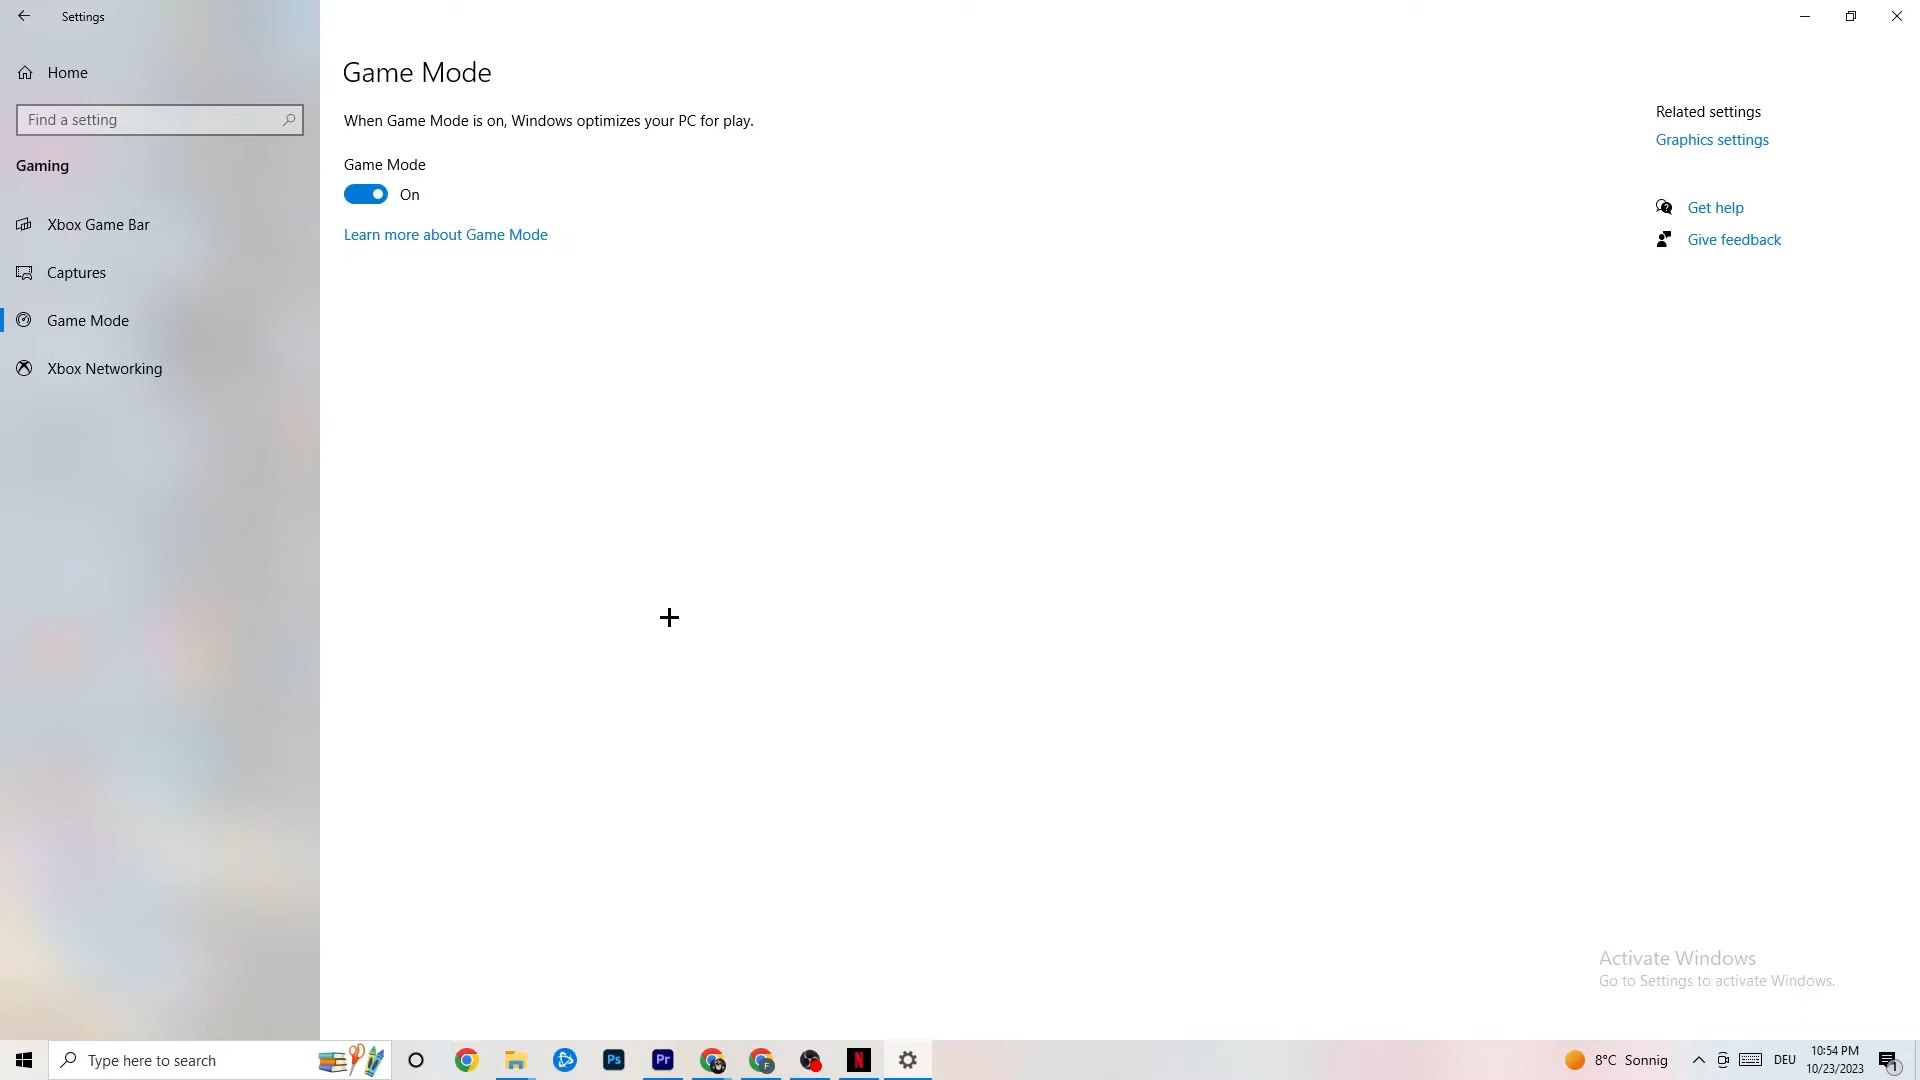 Settings
Home
Find a setting
Gaming
Xbox Game Bar
Captures
Game Mode
Xbox Networking
Game Mode
When Game Mode is on, Windows optimizes your PC for play.
Game Mode
On
Learn more about Game Mode
Related settings
Graphics settings
Get help
Give feedback
Activate Windows
Go to Settings to activate Windows.
Type here to search
Ps
Pr
F
N
8°C Sonnig
DEU
10:54 PM
10/23/2023
1